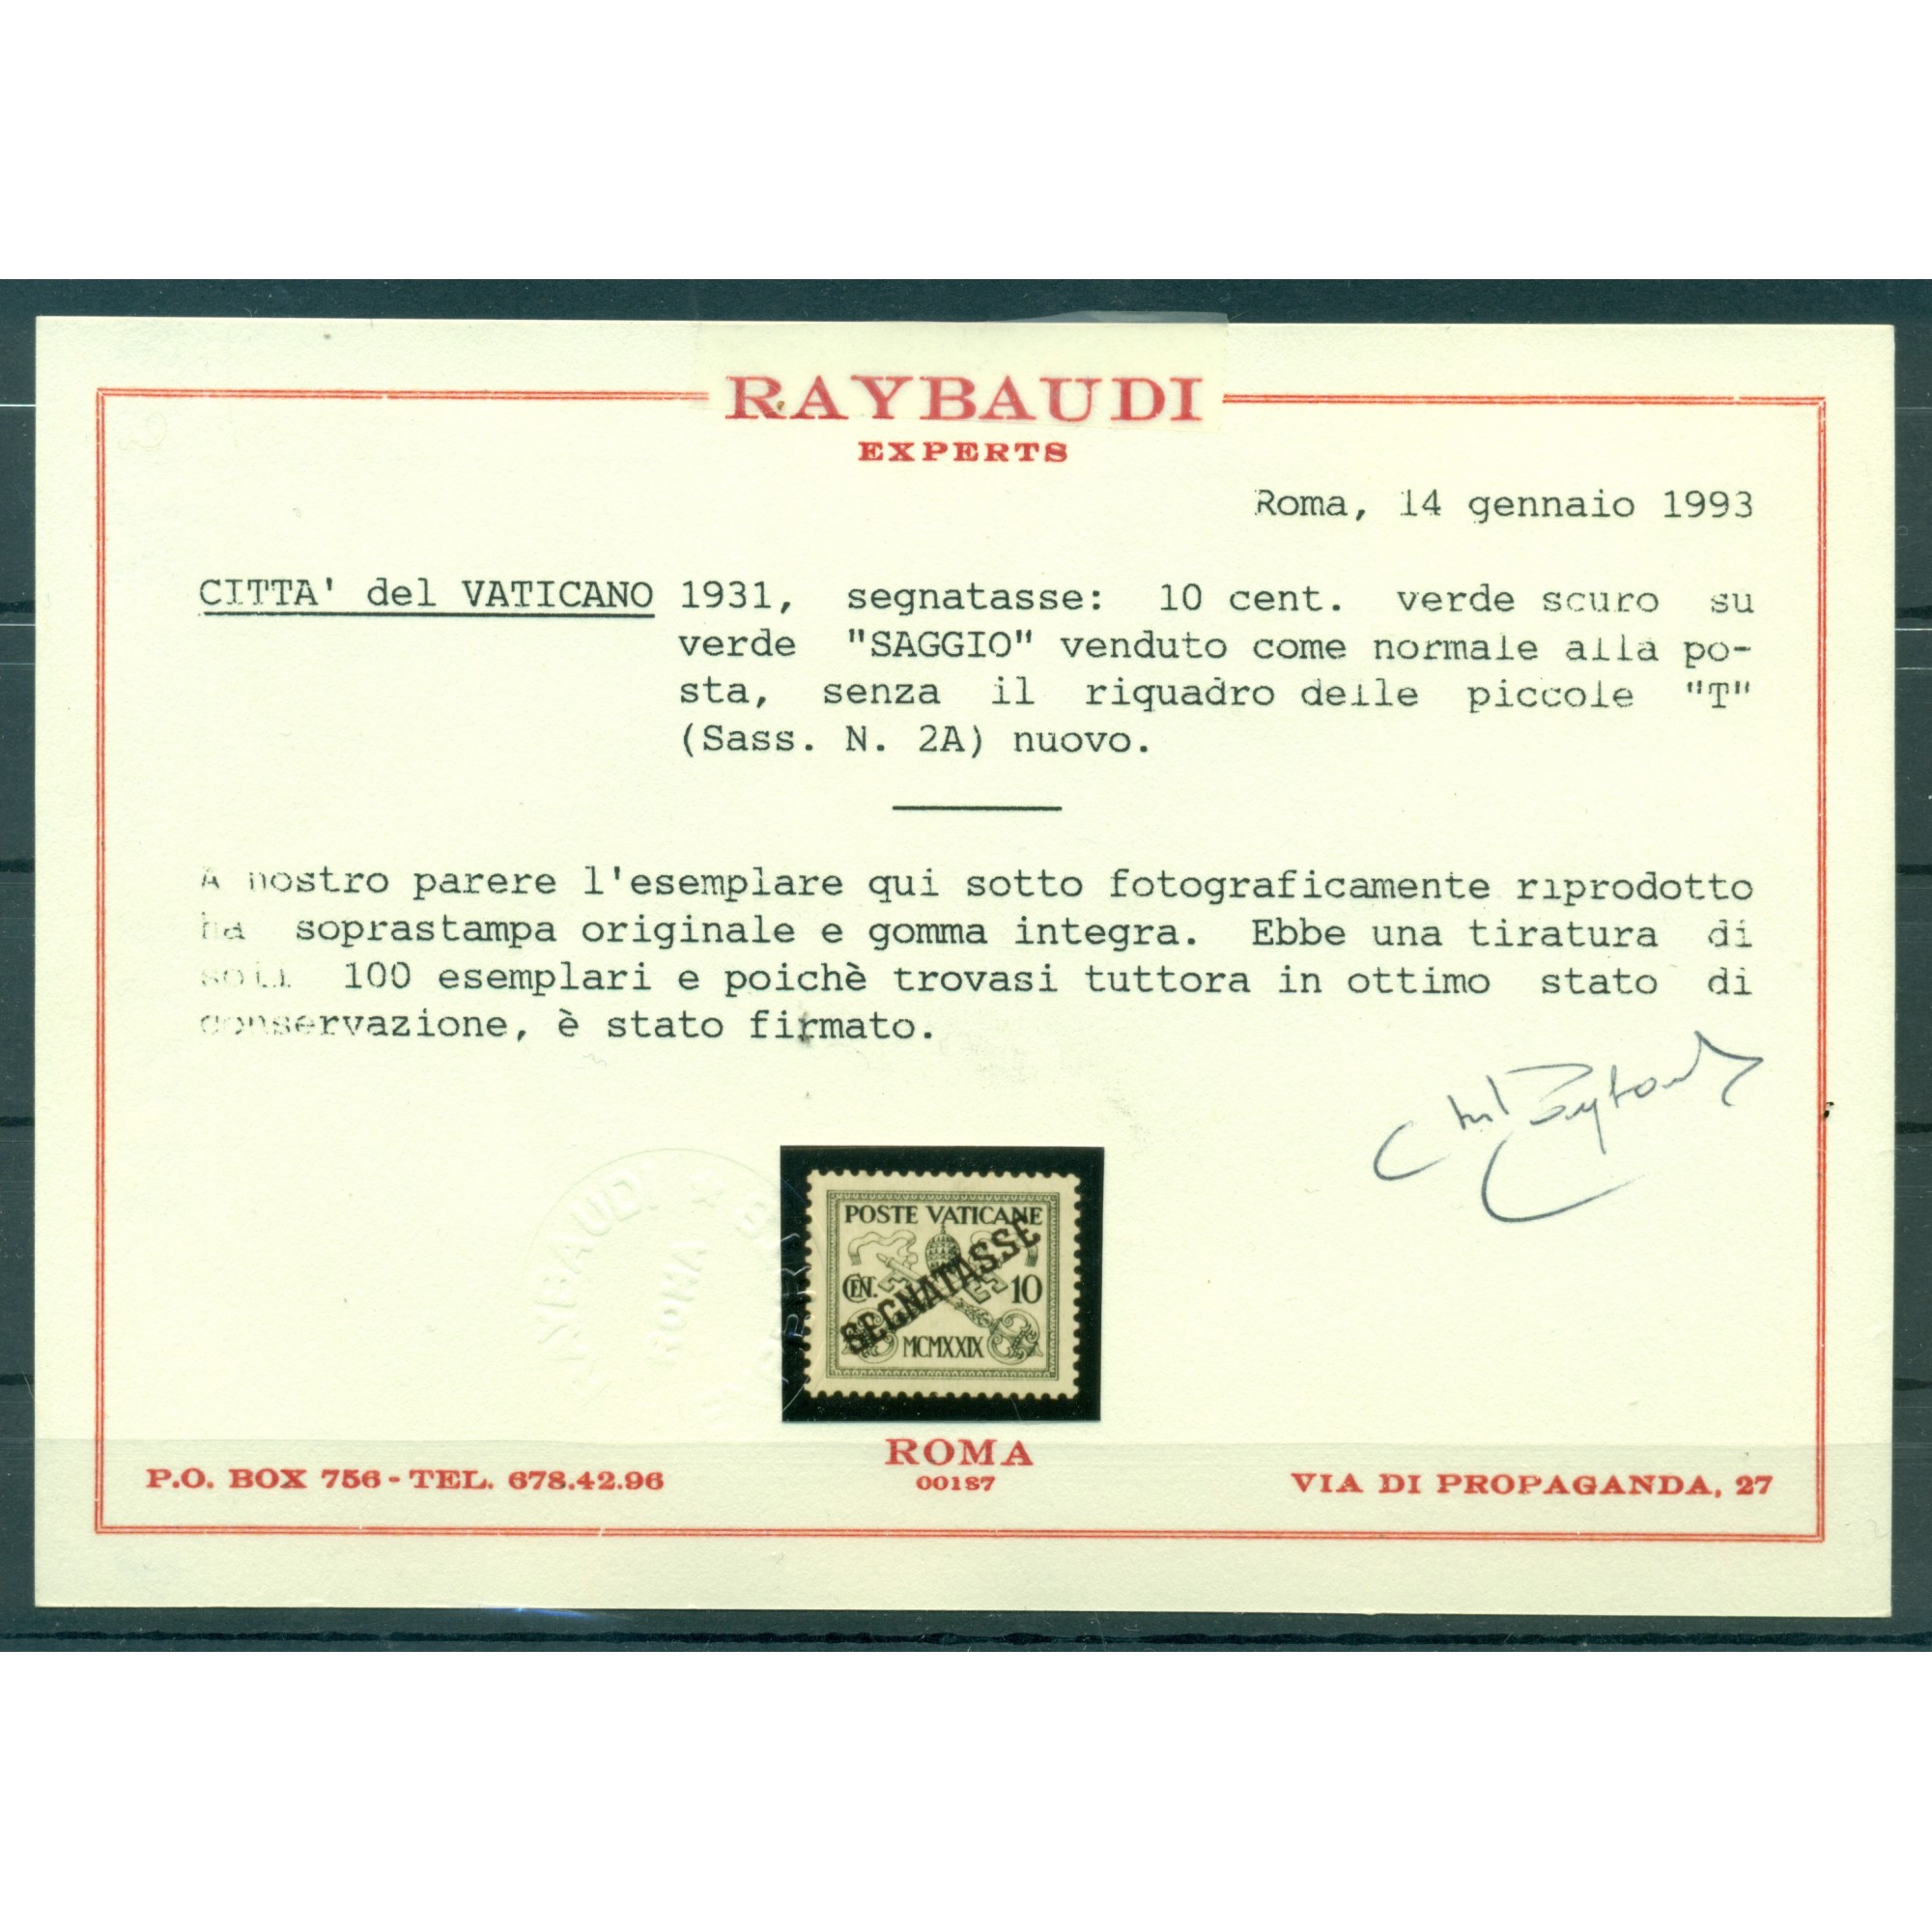 RAYBAUDI
EXPERTS
Roma, 14 gennaio 1993
CITTA' del VATICANO 1931, segnatasse: 10 cent. verde scuro su
verde "SAGGIO" venduto come normale alla po-
sta, senza il riquadro delle piccole "T"
(Sass. N. 2A) nuovo.
A nostro parere l'esemplare qui sotto fotograficamente riprodotto
ha soprastampa originale e gomma integra. Ebbe una tiratura di
soli 100 esemplari e poichè trovasi tuttora in ottimo stato di
conservazione, è stato firmato.
POSTE VATICANE
SEGNATASSE
CENT. 10
MCMXXIX
RAYBAUDI
ROMA
ROMA
00187
P.O. BOX 756 - TEL. 678.42.96
VIA DI PROPAGANDA, 27